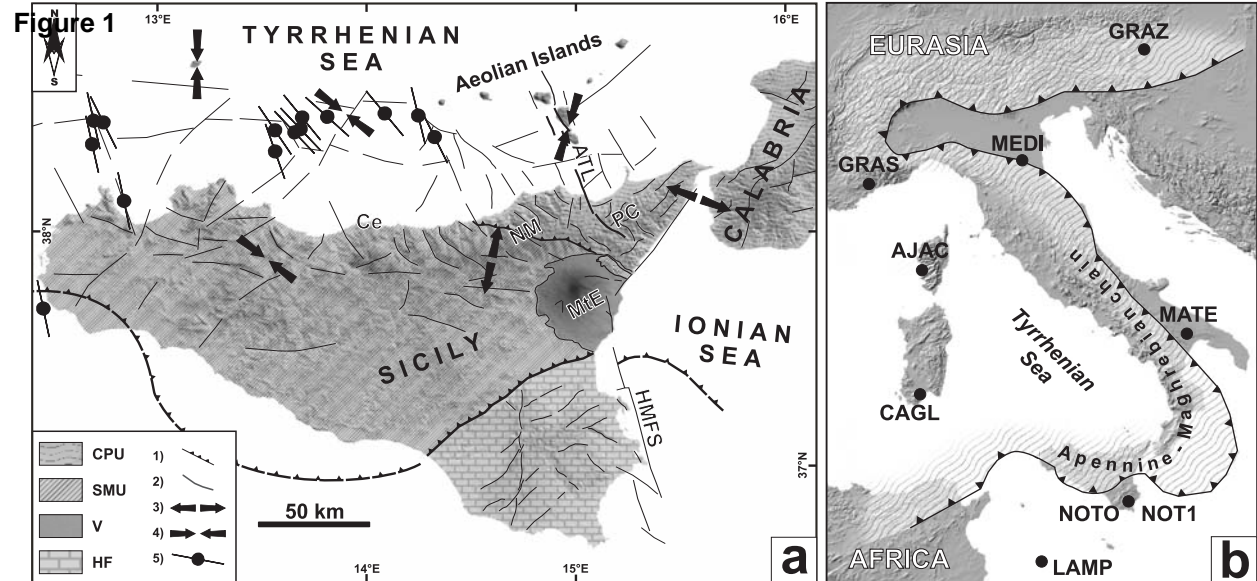 Figure 1
N
S
13°E
16°E
TYRRHENIAN
SEA
Aeolian Islands
ATL
CALABRIA
38°N
Ce
NM
PC
MtE
IONIAN
SEA
SICILY
HMFS
37°N
CPU
SMU
V
HF
1)
2)
3)
4)
5)
50 km
14°E
15°E
a
EURASIA
GRAZ
MEDI
GRAS
AJAC
MATE
Tyrrhenian
Sea
CAGL
Apennine-Maghrebian chain
NOTO
NOT1
AFRICA
LAMP
b